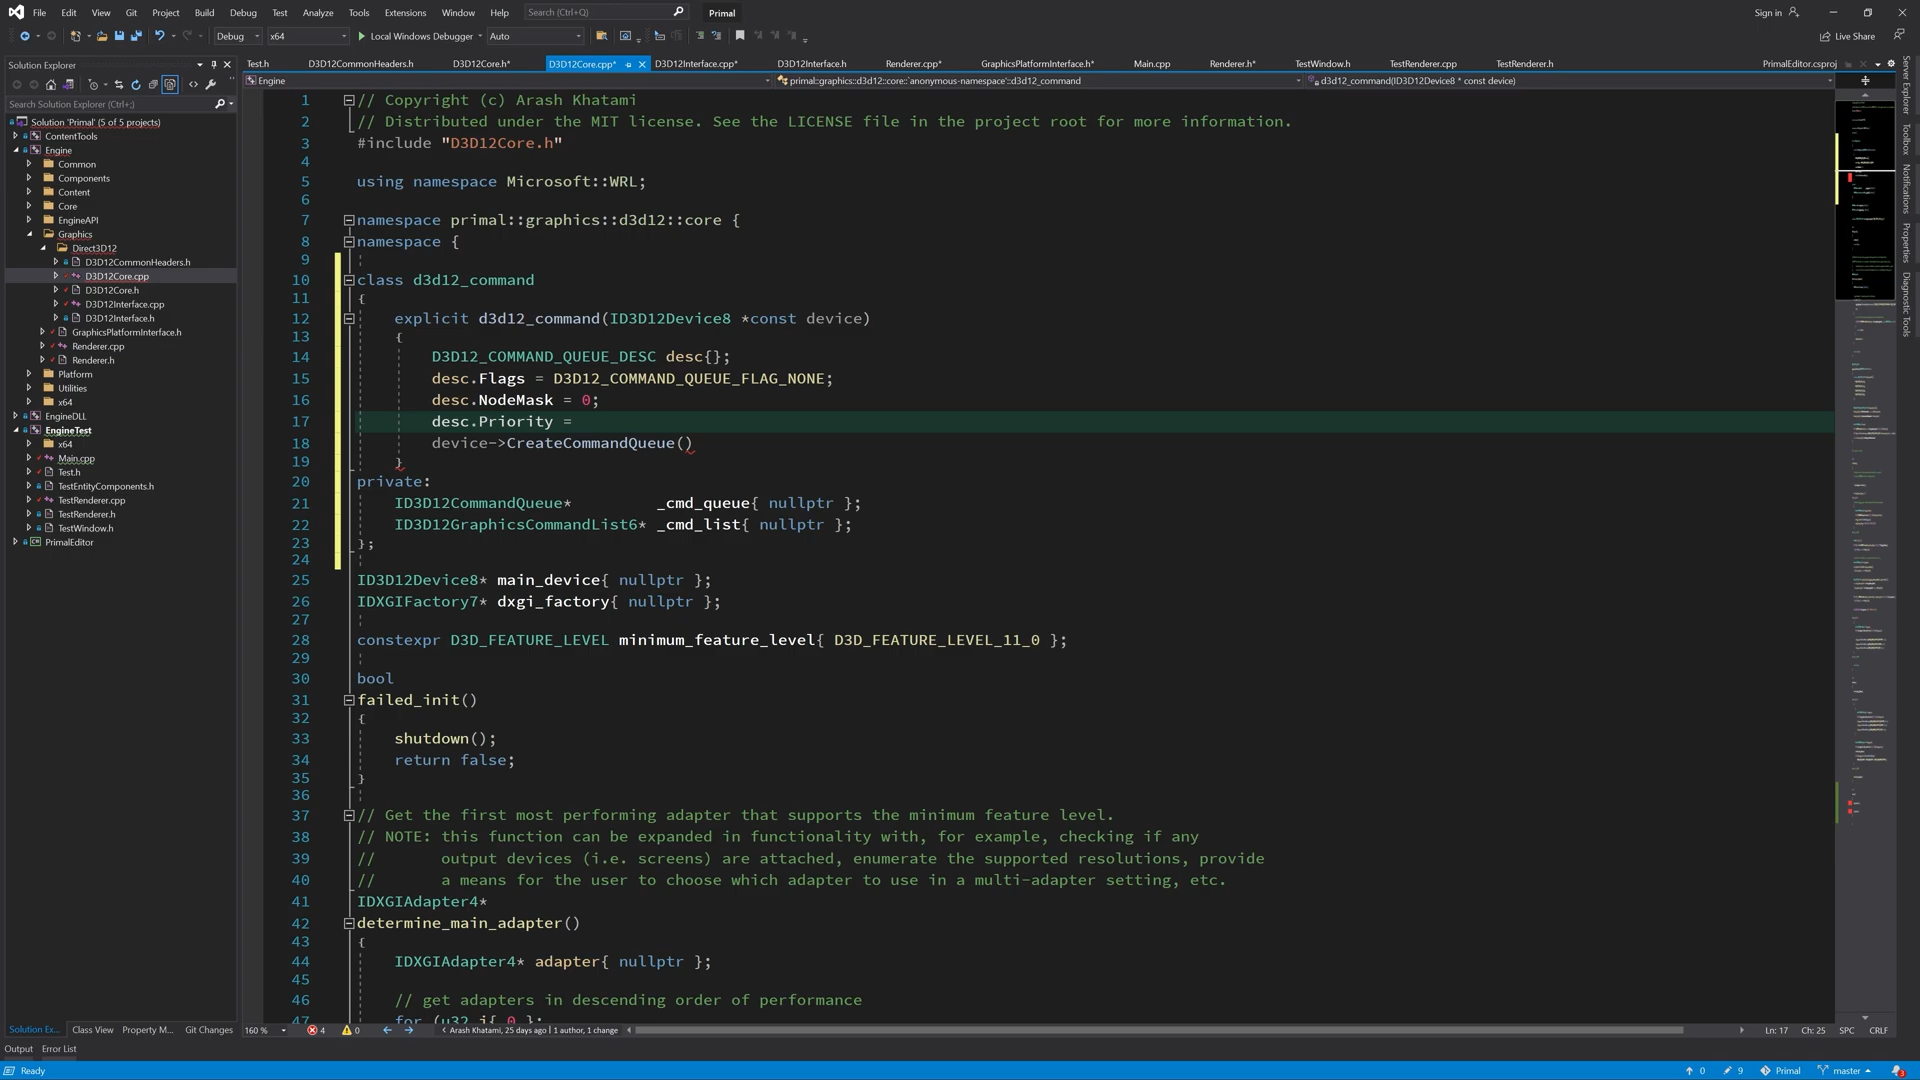 File Edit View Git Project Build Debug Test Analyze Tools Extensions Window Help Search (Ctrl+Q) Primal Sign in
Debug x64 Local Windows Debugger Auto Live Share
Solution Explorer
Search Solution Explorer (Ctrl+;)
Solution 'Primal' (5 of 5 projects)
ContentTools
Engine
Common
Components
Content
Core
EngineAPI
Graphics
Direct3D12
D3D12CommonHeaders.h
D3D12Core.cpp
D3D12Core.h
D3D12Interface.cpp
D3D12Interface.h
GraphicsPlatformInterface.h
Renderer.cpp
Renderer.h
Platform
Utilities
x64
EngineDLL
EngineTest
x64
Main.cpp
Test.h
TestEntityComponents.h
TestRenderer.cpp
TestRenderer.h
TestWindow.h
PrimalEditor
Solution Ex... Class View Property M... Git Changes
Test.h D3D12CommonHeaders.h D3D12Core.h* D3D12Core.cpp* D3D12Interface.cpp* D3D12Interface.h Renderer.cpp* GraphicsPlatformInterface.h* Main.cpp Renderer.h* TestWindow.h TestRenderer.cpp TestRenderer.h PrimalEditor.csproj
Engine primal::graphics::d3d12::core::`anonymous-namespace'::d3d12_command d3d12_command(ID3D12Device8 * const device)
1 // Copyright (c) Arash Khatami
2 // Distributed under the MIT license. See the LICENSE file in the project root for more information.
3 #include "D3D12Core.h"
4
5 using namespace Microsoft::WRL;
6
7 namespace primal::graphics::d3d12::core {
8 namespace {
9
10 class d3d12_command
11 {
12 explicit d3d12_command(ID3D12Device8 *const device)
13 {
14 D3D12_COMMAND_QUEUE_DESC desc{};
15 desc.Flags = D3D12_COMMAND_QUEUE_FLAG_NONE;
16 desc.NodeMask = 0;
17 desc.Priority =
18 device->CreateCommandQueue()
19 }
20 private:
21 ID3D12CommandQueue* _cmd_queue{ nullptr };
22 ID3D12GraphicsCommandList6* _cmd_list{ nullptr };
23 };
24
25 ID3D12Device8* main_device{ nullptr };
26 IDXGIFactory7* dxgi_factory{ nullptr };
27
28 constexpr D3D_FEATURE_LEVEL minimum_feature_level{ D3D_FEATURE_LEVEL_11_0 };
29
30 bool
31 failed_init()
32 {
33 shutdown();
34 return false;
35 }
36
37 // Get the first most performing adapter that supports the minimum feature level.
38 // NOTE: this function can be expanded in functionality with, for example, checking if any
39 // output devices (i.e. screens) are attached, enumerate the supported resolutions, provide
40 // a means for the user to choose which adapter to use in a multi-adapter setting, etc.
41 IDXGIAdapter4*
42 determine_main_adapter()
43 {
44 IDXGIAdapter4* adapter{ nullptr };
45
46 // get adapters in descending order of performance
47 for (u32 i{ 0 };
160 % 4 0 Arash Khatami, 25 days ago | 1 author, 1 change Ln: 17 Ch: 25 SPC CRLF
Server Explorer
Toolbox
Notifications
Properties
Diagnostic Tools
Output Error List
Ready 0 9 Primal master 3